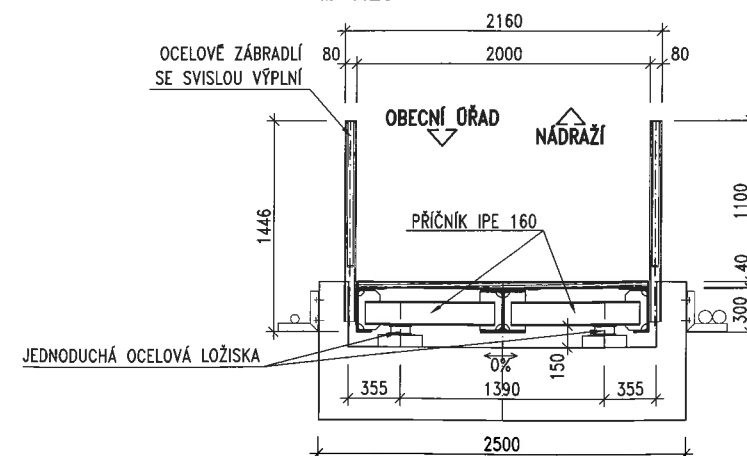 2160
OCELOVÉ ZÁBRADLÍ
SE SVISLOU VÝPLNÍ
80
2000
80
OBECNÍ ÚŘAD
NÁDRAŽÍ
1446
1100
PŘÍČNÍK IPE 160
40
300
JEDNODUCHÁ OCELOVÁ LOŽISKA
0%
150
355
1390
355
2500